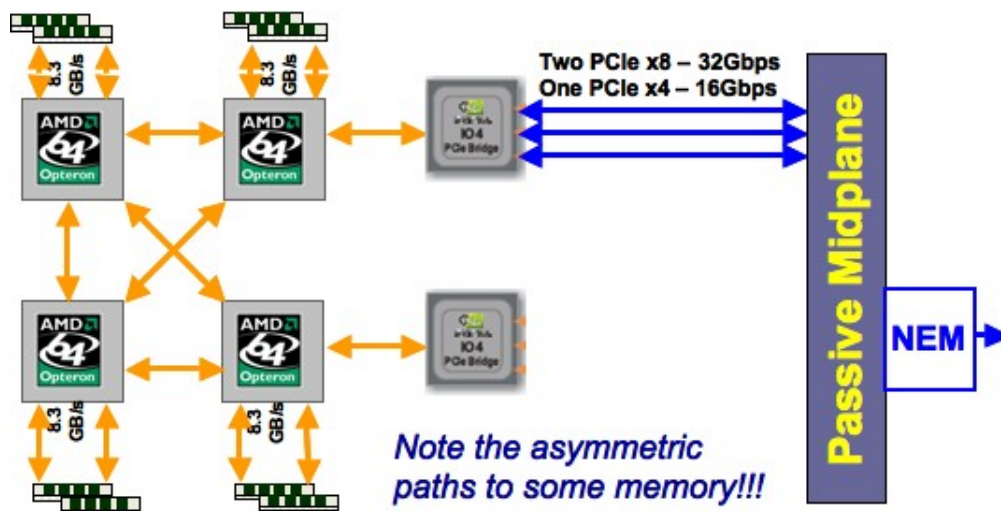 8.3
GB/s
8.3
GB/s
Two PCIe x8 – 32Gbps
One PCIe x4 – 16Gbps
AMD
64
Opteron
AMD
64
Opteron
IO4
PCIe Bridge
Passive Midplane
AMD
64
Opteron
AMD
64
Opteron
IO4
PCIe Bridge
NEM
8.3
GB/s
8.3
GB/s
Note the asymmetric
paths to some memory!!!